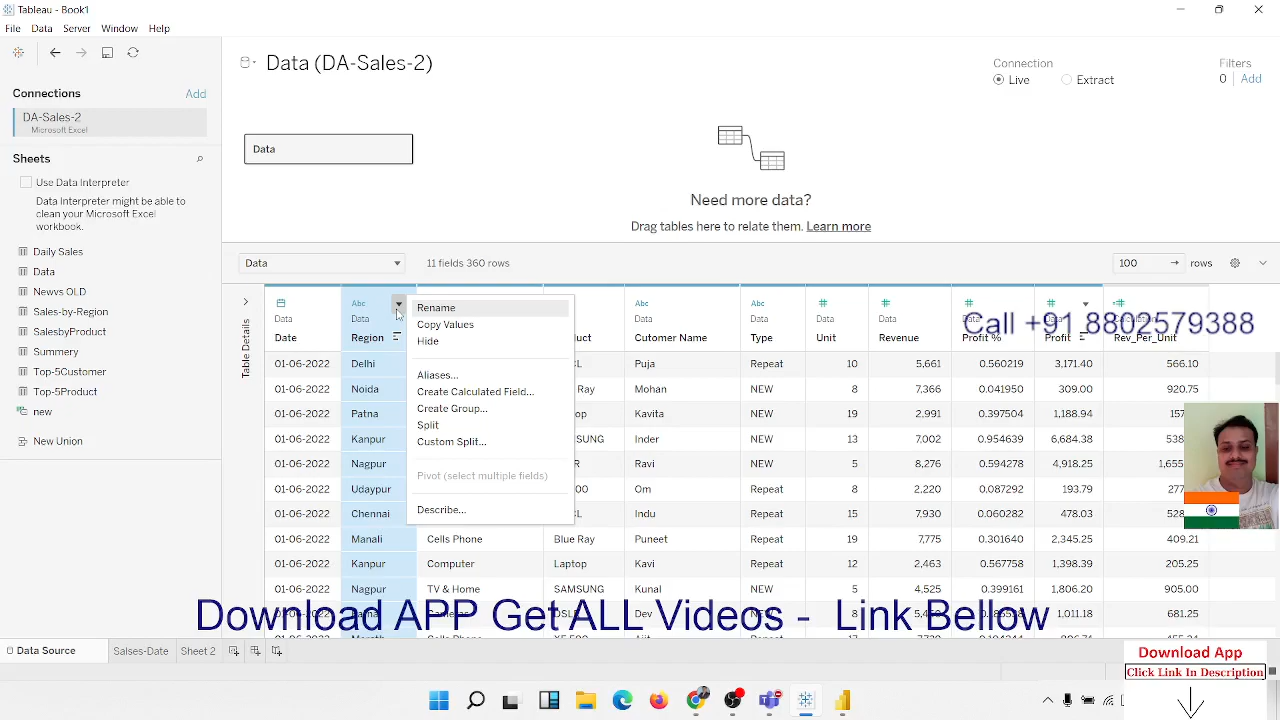 Tableau - Book1
File Data Server Window Help
Connections Add
DA-Sales-2
Microsoft Excel
Sheets
Use Data Interpreter
Data Interpreter might be able to
clean your Microsoft Excel
workbook.
Daily Sales
Data
Newvs OLD
Sales-by-Region
SalesbyProduct
Summery
Top-5Customer
Top-5Product
new
New Union
Data (DA-Sales-2)
Connection
Live Extract
Filters
0 Add
Data
Need more data?
Drag tables here to relate them. Learn more
Data 11 fields 360 rows 100 rows
Table Details
Abc Abc Abc
Data Data Data Data Data Data Data Data
Date Region Cutomer Name Type Unit Revenue Profit % Profit Rev_Per_Unit
Call +91 8802579388
Rename
Copy Values
Hide
Aliases...
Create Calculated Field...
Create Group...
Split
Custom Split...
Pivot (select multiple fields)
Describe...
01-06-2022 Delhi Puja Repeat 10 5,661 0.560219 3,171.40 566.10
01-06-2022 Noida Ray Mohan NEW 8 7,366 0.041950 309.00 920.75
01-06-2022 Patna Kavita NEW 19 2,991 0.397504 1,188.94
01-06-2022 Kanpur Inder NEW 13 7,002 0.954639 6,684.38
01-06-2022 Nagpur Ravi NEW 5 8,276 0.594278 4,918.25
01-06-2022 Udaypur Om Repeat 8 2,220 0.087292 193.79
01-06-2022 Chennai Indu Repeat 15 7,930 0.060282 478.03
01-06-2022 Manali Cells Phone Blue Ray Puneet Repeat 19 7,775 0.301640 2,345.25 409.21
01-06-2022 Kanpur Computer Laptop Kavi Repeat 12 2,463 0.567729 1,398.39 205.25
01-06-2022 Nagpur TV & Home SAMSUNG Kunal NEW 5 4,525 0.399161 905.00
01-06-2022 Dev NEW 8 1,011.18 681.25
Download APP Get ALL Videos - Link Bellow
Data Source Salses-Date Sheet 2
Download App
Click Link In Description